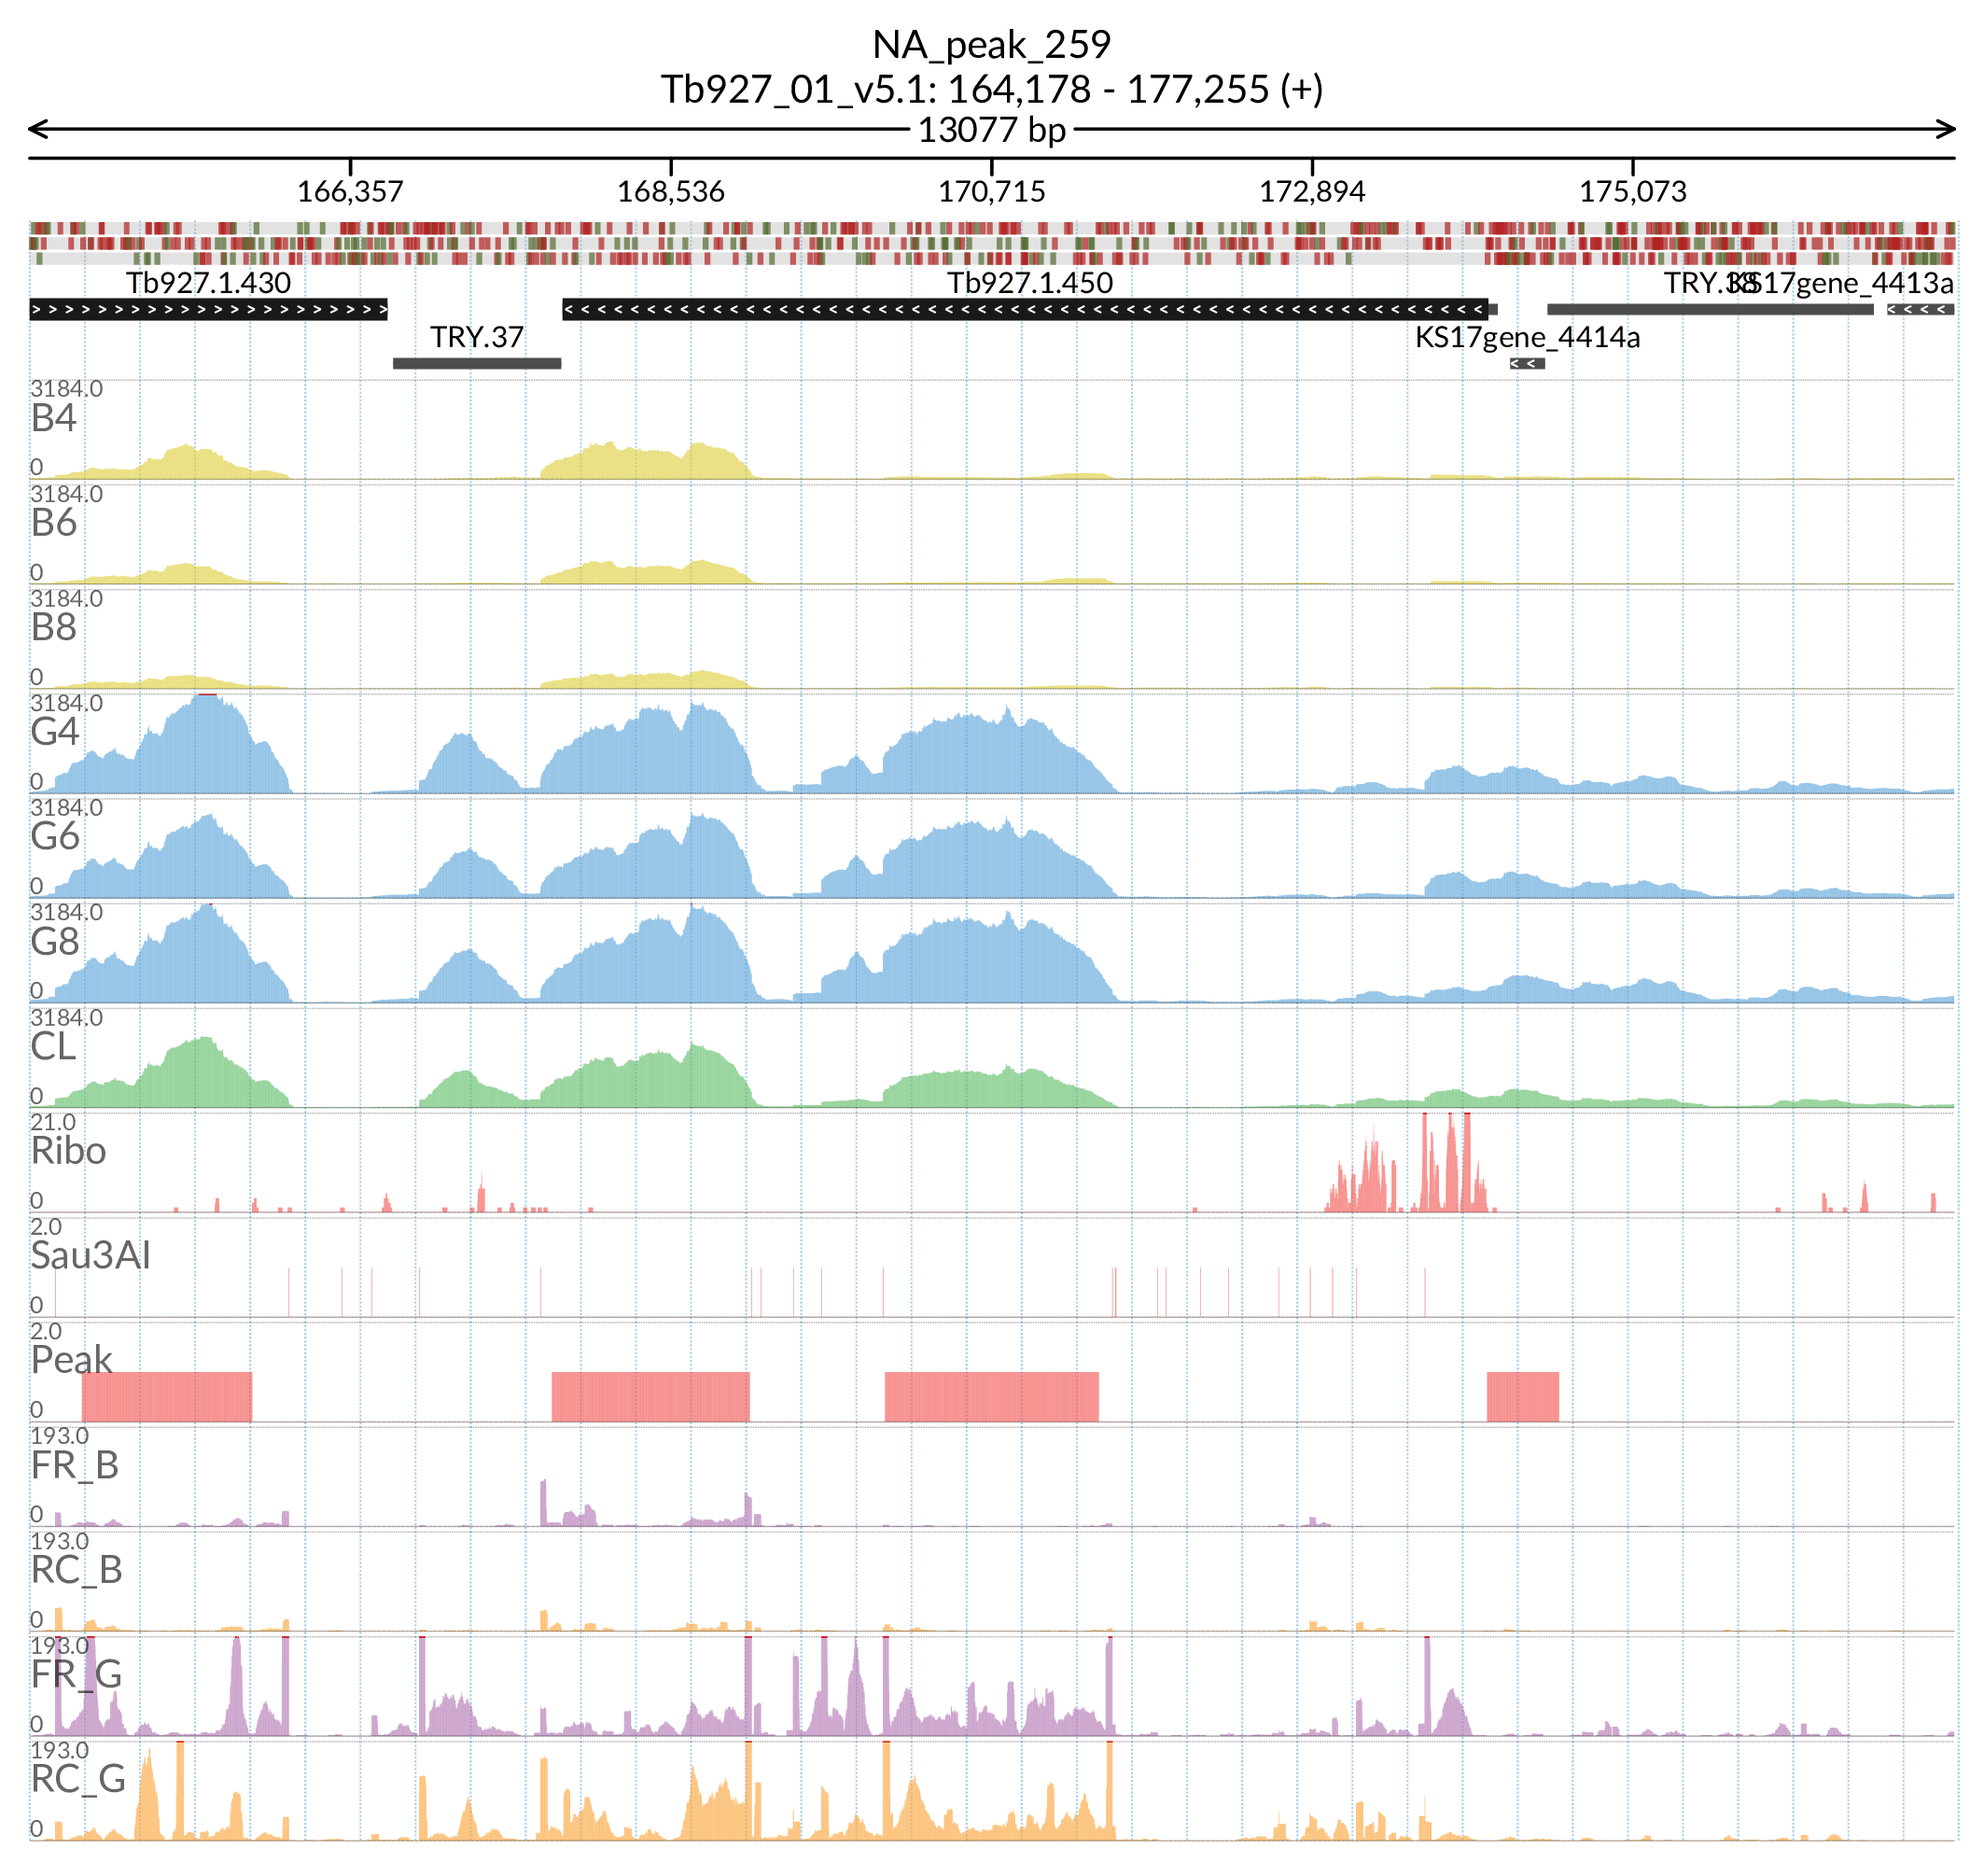 NA_peak_259
Tb927_01_v5.1: 164,178 - 177,255 (+)
13077 bp
166,357 168,536 170,715 172,894 175,073
Tb927.1.430 Tb927.1.450 TRY.38 KS17gene_4413a
TRY.37 KS17gene_4414a
3184.0
B4
0
3184.0
B6
0
3184.0
B8
0
3184.0
G4
0
3184.0
G6
0
3184.0
G8
0
3184.0
CL
0
21.0
Ribo
0
2.0
Sau3AI
0
2.0
Peak
0
193.0
FR_B
0
193.0
RC_B
0
193.0
FR_G
0
193.0
RC_G
0